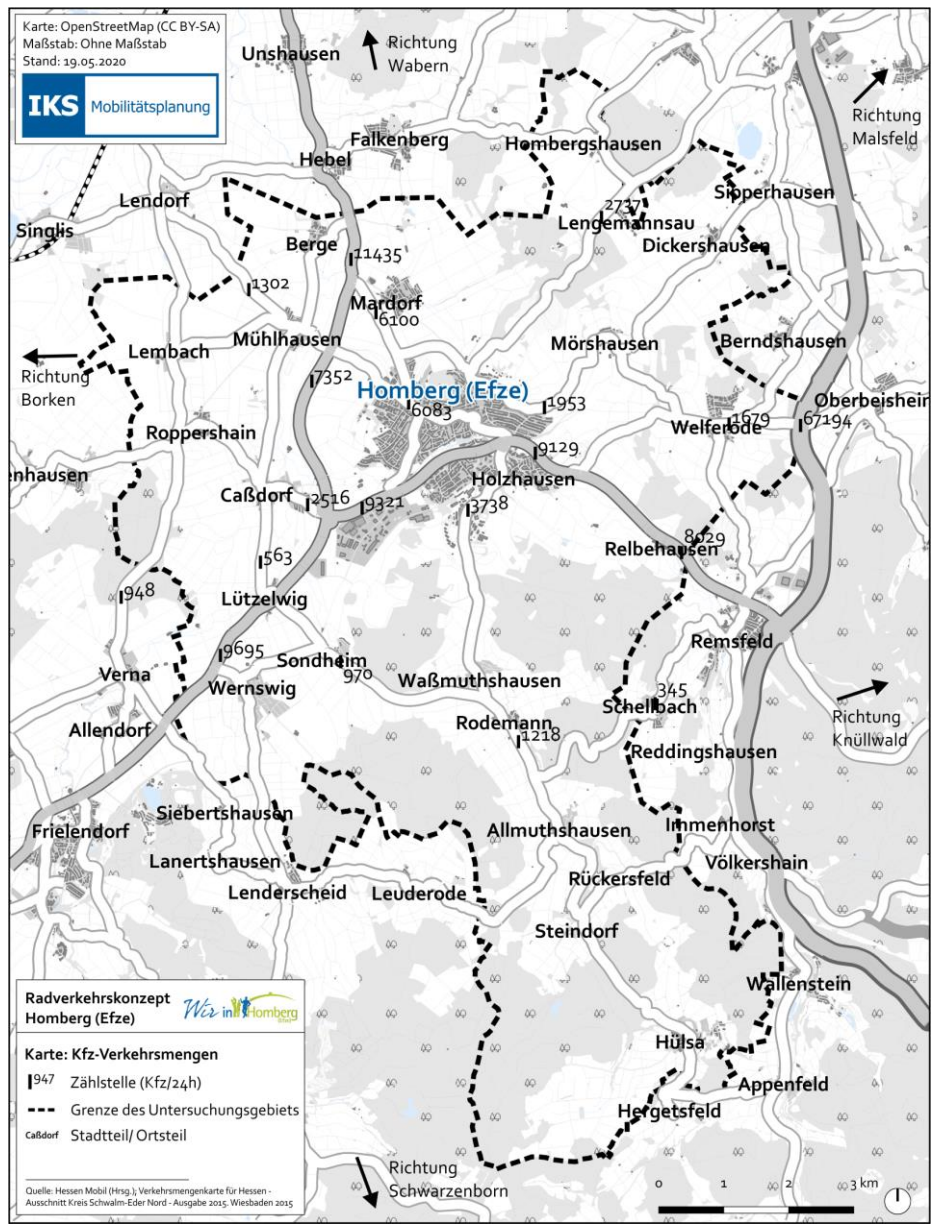 Karte: OpenStreetMap (CC BY-SA)
Maßstab: Ohne Maßstab
Stand: 19.05.2020
IKS Mobilitätsplanung
Unshausen
Richtung
Wabern
Richtung
Malsfeld
Falkenberg
Hombergshausen
Hebel
Lendorf
Sipperhausen
2737
Singlis
Lengemannsau
Berge
Dickershausen
11435
1302
Mardorf
6100
Mühlhausen
Lembach
Mörshausen
Berndshausen
Richtung
Borken
7352
Homberg (Efze)
6083
1953
Oberbeisheim
1679
67194
Welferode
Roppershain
9129
enhausen
Holzhausen
Caßdorf
2516
9321
3738
8029
Relbehausen
563
948
Lützelwig
Remsfeld
9695
Sondheim
970
Verna
Wernswig
Waßmuthshausen
345
Schellbach
Richtung
Knüllwald
Rodemann
1218
Allendorf
Reddingshausen
Siebertshausen
Immenhorst
Frielendorf
Allmuthshausen
Lanertshausen
Völkershain
Lenderscheid
Leuderode
Rückersfeld
Steindorf
Wallenstein
Hülsa
Appenfeld
Hergetsfeld
Richtung
Schwarzenborn
Radverkehrskonzept
Homberg (Efze)
Wir in Homberg
Karte: Kfz-Verkehrsmengen
947 Zählstelle (Kfz/24h)
Grenze des Untersuchungsgebiets
Caßdorf Stadtteil/ Ortsteil
Quelle: Hessen Mobil (Hrsg.); Verkehrsmengenkarte für Hessen -
Ausschnitt Kreis Schwalm-Eder Nord - Ausgabe 2015. Wiesbaden 2015
0 1 2 3 km